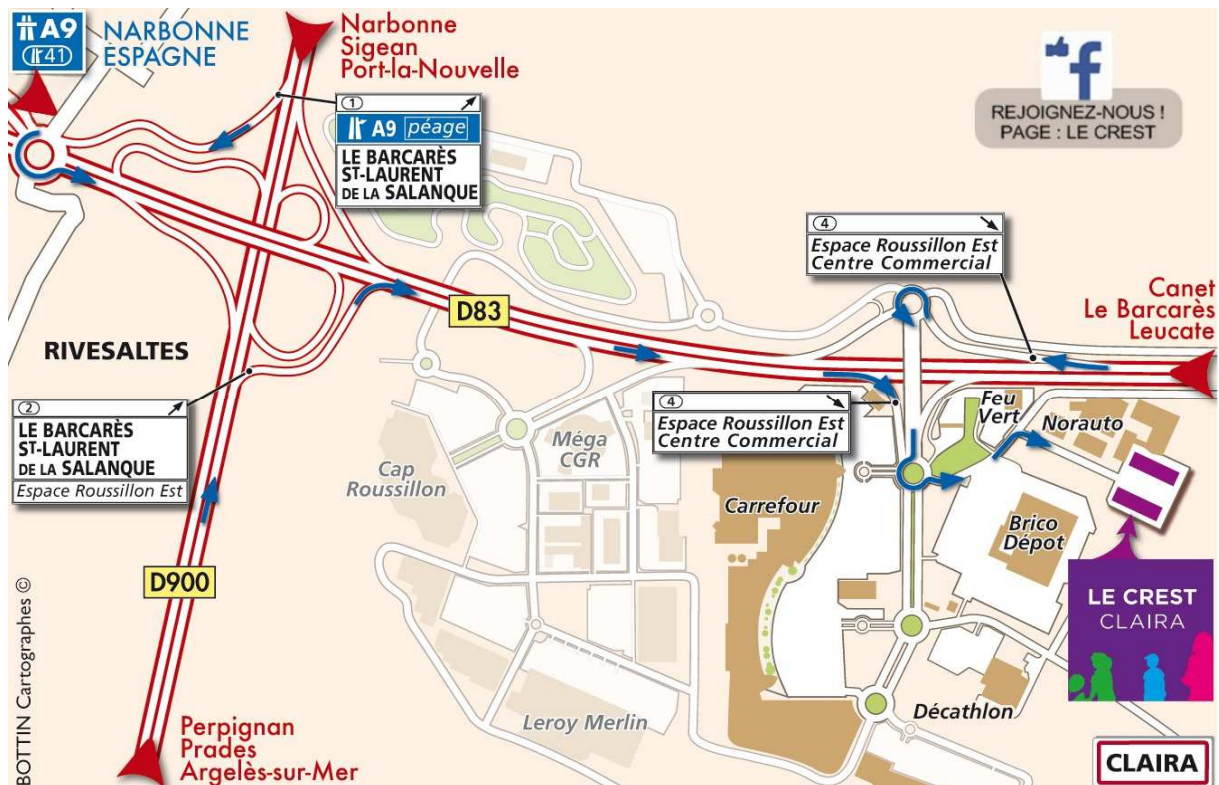 A9
41
NARBONNE
ESPAGNE
Narbonne
Sigean
Port-la-Nouvelle
REJOIGNEZ-NOUS !
PAGE : LE CREST
1
A9 péage
LE BARCARÈS
ST-LAURENT
DE LA SALANQUE
4
Espace Roussillon Est
Centre Commercial
Canet
Le Barcarès
Leucate
D83
RIVESALTES
2
LE BARCARÈS
ST-LAURENT
DE LA SALANQUE
Espace Roussillon Est
4
Espace Roussillon Est
Centre Commercial
Feu
Vert
Norauto
Méga
CGR
Cap
Roussillon
Carrefour
Brico
Dépot
D900
LE CREST
CLAIRA
Leroy Merlin
Décathlon
Perpignan
Prades
Argelès-sur-Mer
CLAIRA
BOTTIN Cartographes ©